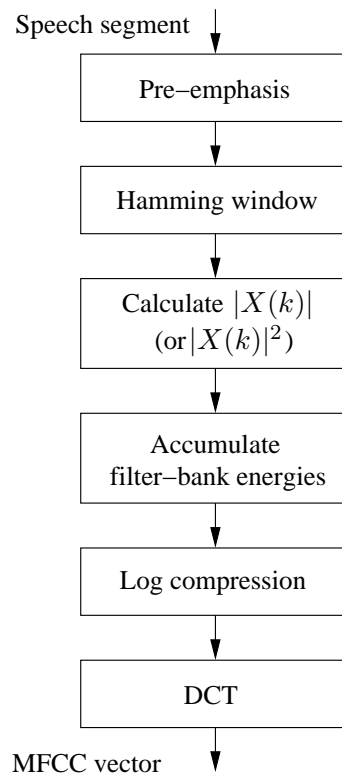 Speech segment
Pre−emphasis
Hamming window
Calculate |X(k)|
(or |X(k)|²)
Accumulate
filter−bank energies
Log compression
DCT
MFCC vector